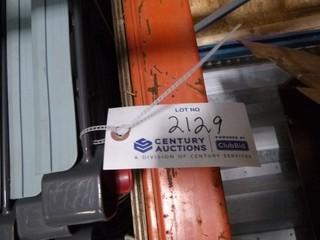 LOT NO
2129
CENTURY
AUCTIONS
POWERED BY
ClubBid
A DIVISION OF CENTURY SERVICES